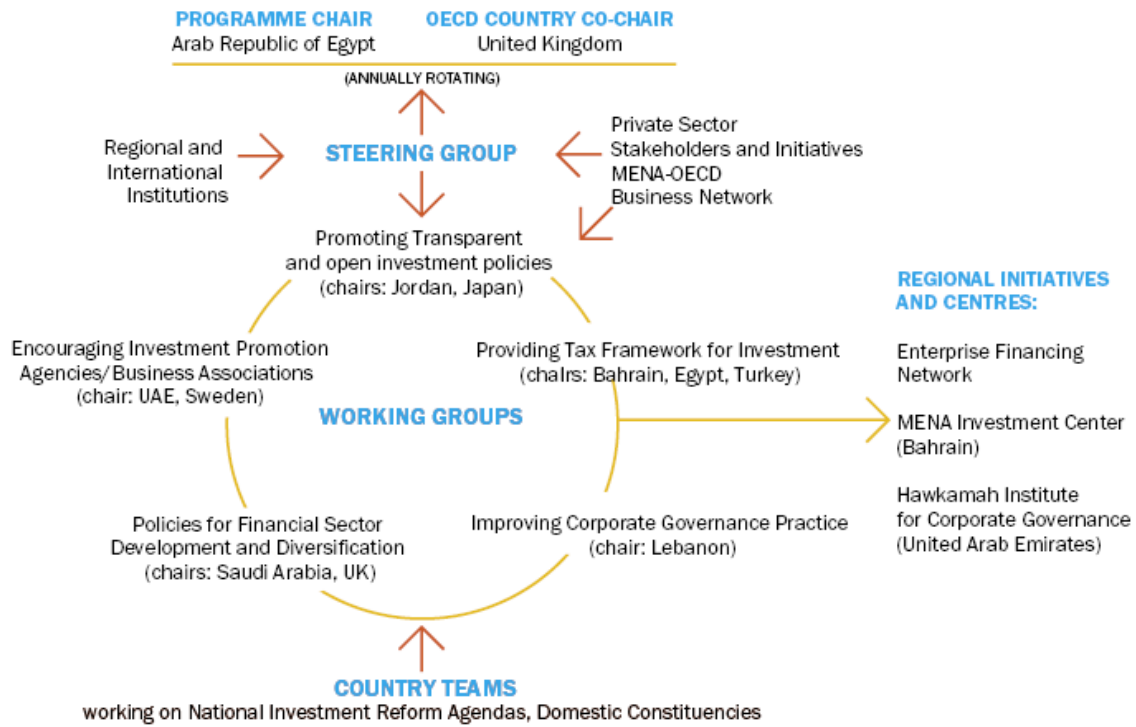 PROGRAMME CHAIR
Arab Republic of Egypt
OECD COUNTRY CO-CHAIR
United Kingdom
(ANNUALLY ROTATING)
Regional and
International
Institutions
STEERING GROUP
Private Sector
Stakeholders and Initiatives
MENA-OECD
Business Network
Promoting Transparent
and open investment policies
(chairs: Jordan, Japan)
Encouraging Investment Promotion
Agencies/Business Associations
(chair: UAE, Sweden)
Providing Tax Framework for Investment
(chairs: Bahrain, Egypt, Turkey)
WORKING GROUPS
Policies for Financial Sector
Development and Diversification
(chairs: Saudi Arabia, UK)
Improving Corporate Governance Practice
(chair: Lebanon)
REGIONAL INITIATIVES
AND CENTRES:
Enterprise Financing
Network
MENA Investment Center
(Bahrain)
Hawkamah Institute
for Corporate Governance
(United Arab Emirates)
COUNTRY TEAMS
working on National Investment Reform Agendas, Domestic Constituencies